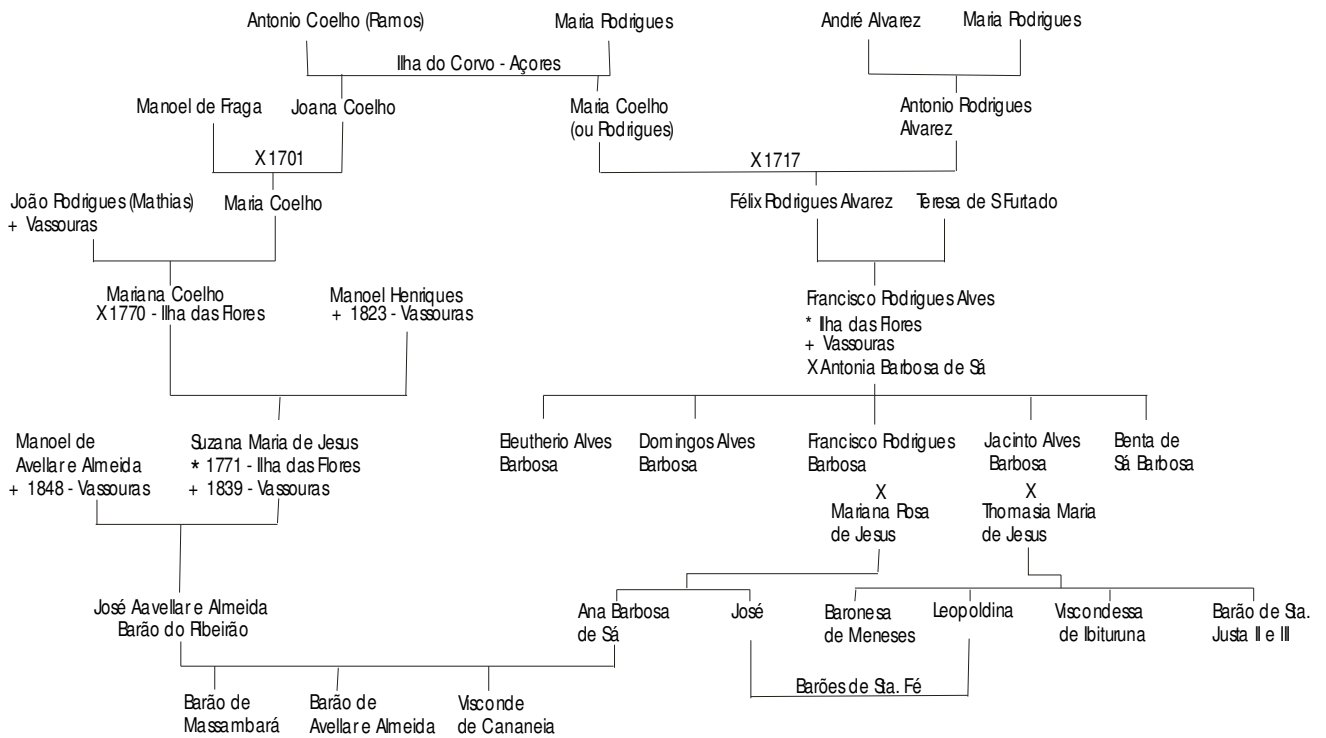 Antonio Coelho (Ramos)
Maria Rodrigues
André Alvarez
Maria Rodrigues
Ilha do Corvo - Açores
Manoel de Fraga
Joana Coelho
Maria Coelho
(ou Rodrigues)
Antonio Rodrigues
Alvarez
X 1701
X 1717
João Rodrigues (Mathias)
+ Vassouras
Maria Coelho
Félix Rodrigues Alvarez
Teresa de S Furtado
Mariana Coelho
X 1770 - Ilha das Flores
Manoel Henriques
+ 1823 - Vassouras
Francisco Rodrigues Alves
* Ilha das Flores
+ Vassouras
X Antonia Barbosa de Sá
Manoel de
Avellar e Almeida
+ 1848 - Vassouras
Suzana Maria de Jesus
* 1771 - Ilha das Flores
+ 1839 - Vassouras
Eleutherio Alves
Barbosa
Domingos Alves
Barbosa
Francisco Rodrigues
Barbosa
X
Mariana Rosa
de Jesus
Jacinto Alves
Barbosa
X
Thomasia Maria
de Jesus
Benta de
Sá Barbosa
José Aavellar e Almeida
Barão do Ribeirão
Ana Barbosa
de Sá
José
Baronesa
de Meneses
Leopoldina
Viscondessa
de Ibituruna
Barão de Sta.
Justa II e III
Barões de Sta. Fé
Barão de
Massambará
Barão de
Avellar e Almeida
Visconde
de Cananeia